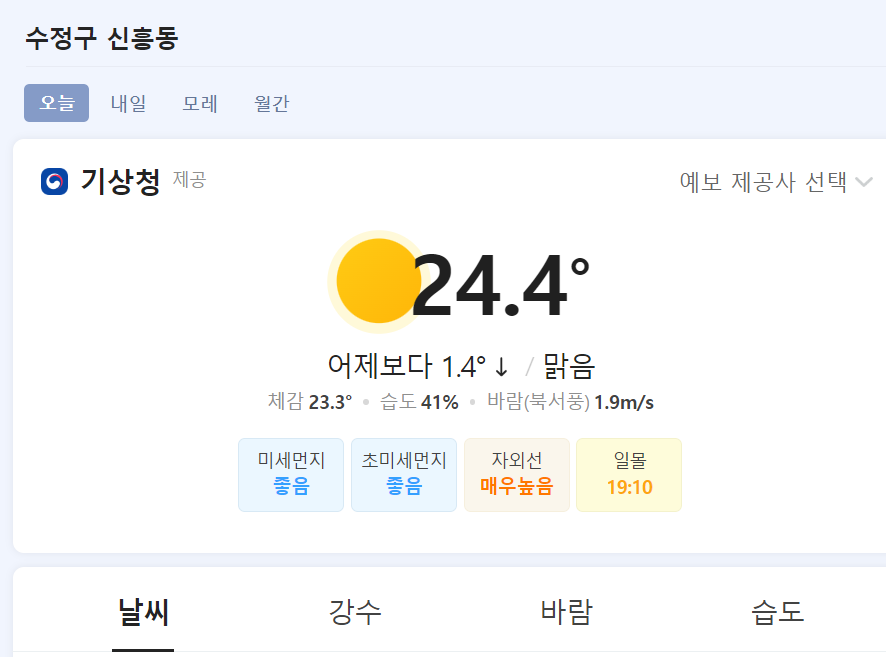 수정구 신흥동
오늘 내일 모레 월간
기상청 제공 예보 제공사 선택
24.4°
어제보다 1.4° ↓ / 맑음
체감 23.3° • 습도 41% • 바람(북서풍) 1.9m/s
미세먼지 초미세먼지 자외선 일몰
좋음 좋음 매우높음 19:10
날씨 강수 바람 습도